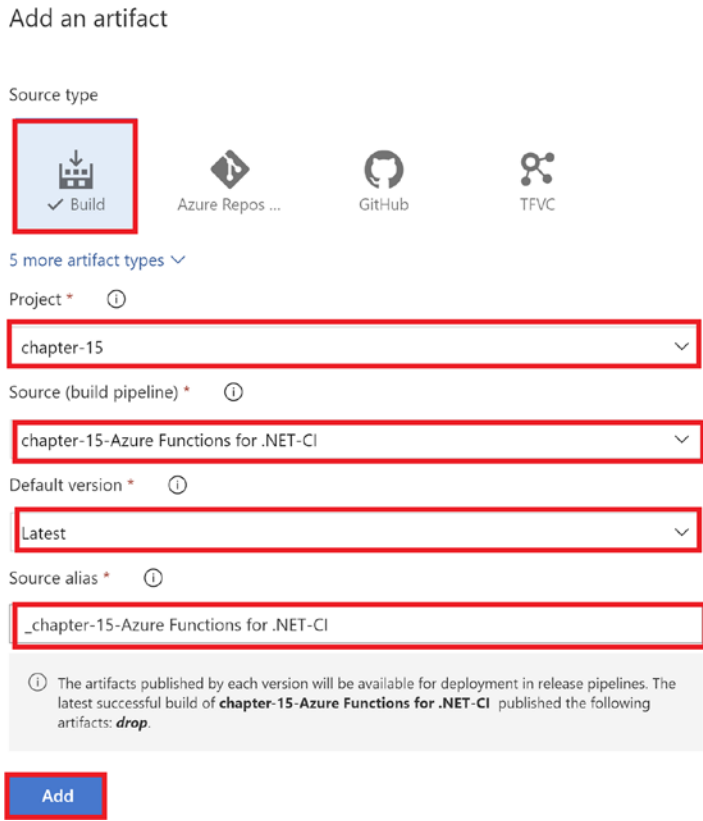 Add an artifact
Source type
Build
Azure Repos ...
GitHub
TFVC
5 more artifact types
Project *
chapter-15
Source (build pipeline) *
chapter-15-Azure Functions for .NET-CI
Default version *
Latest
Source alias *
_chapter-15-Azure Functions for .NET-CI
The artifacts published by each version will be available for deployment in release pipelines. The
latest successful build of chapter-15-Azure Functions for .NET-CI published the following
artifacts: drop.
Add